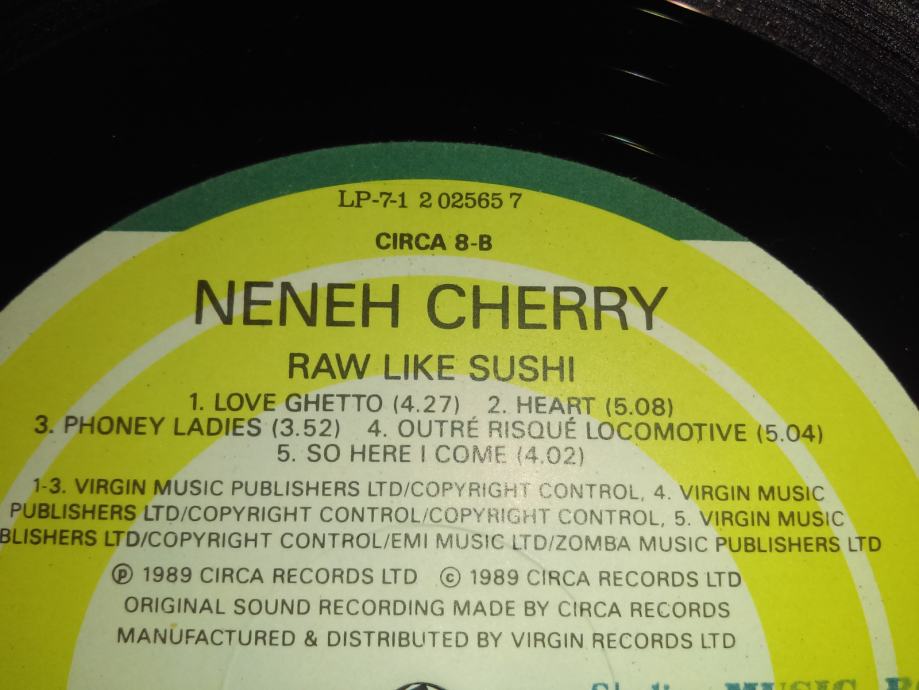 LP-7-1 2 02565 7
CIRCA 8-B
NENEH CHERRY
RAW LIKE SUSHI
1. LOVE GHETTO (4.27) 2. HEART (5.08)
3. PHONEY LADIES (3.52) 4. OUTRÉ RISQUÉ LOCOMOTIVE (5.04)
5. SO HERE I COME (4.02)
1-3. VIRGIN MUSIC PUBLISHERS LTD/COPYRIGHT CONTROL, 4. VIRGIN MUSIC
PUBLISHERS LTD/COPYRIGHT CONTROL/COPYRIGHT CONTROL, 5. VIRGIN MUSIC
BLISHERS LTD/COPYRIGHT CONTROL/EMI MUSIC LTD/ZOMBA MUSIC PUBLISHERS LTD
℗ 1989 CIRCA RECORDS LTD © 1989 CIRCA RECORDS LTD
ORIGINAL SOUND RECORDING MADE BY CIRCA RECORDS
MANUFACTURED & DISTRIBUTED BY VIRGIN RECORDS LTD
MUSIC